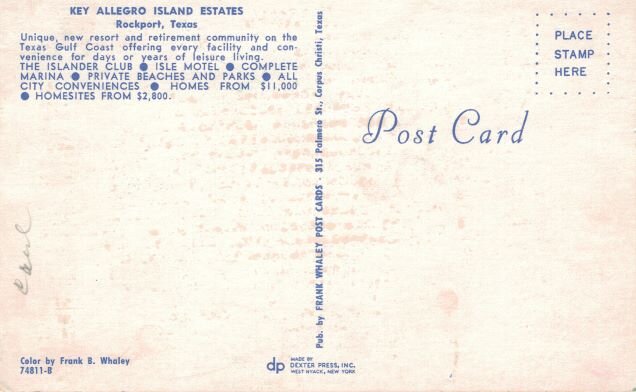 KEY ALLEGRO ISLAND ESTATES
Rockport, Texas
Unique, new resort and retirement community on the
Texas Gulf Coast offering every facility and con-
venience for days or years of leisure living.
THE ISLANDER CLUB ● ISLE MOTEL ● COMPLETE
MARINA ● PRIVATE BEACHES AND PARKS ● ALL
CITY CONVENIENCES ● HOMES FROM $11,000
● HOMESITES FROM $2,800.
Pub. by FRANK WHALEY POST CARDS · 315 Palmero St., Corpus Christi, Texas
PLACE
STAMP
HERE
Post Card
Color by Frank B. Whaley
74811-B
dp MADE BY
DEXTER PRESS, INC.
WEST NYACK, NEW YORK